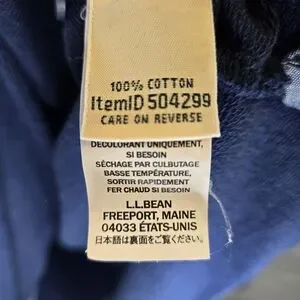 100% COTTON
ItemID 504299
CARE ON REVERSE
DÉCOLORANT UNIQUEMENT,
SI BESOIN
SÉCHAGE PAR CULBUTAGE
BASSE TEMPÉRATURE,
SORTIR RAPIDEMENT
FER CHAUD SI BESOIN
L.L.BEAN
FREEPORT, MAINE
04033 ÉTATS-UNIS
日本語は裏面をご覧ください。